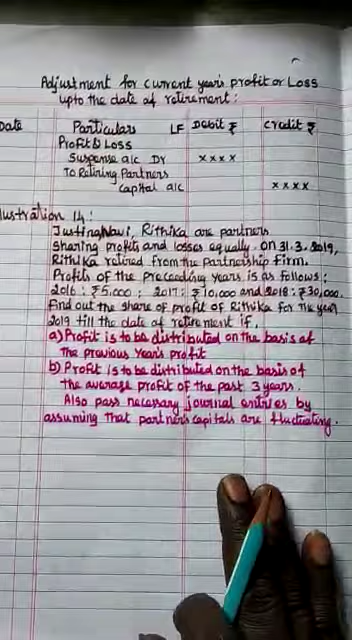 Adjustment for current year's profit or Loss
upto the date of retirement:
Date Particulars LF Debit ₹ Credit ₹
Profit & Loss
Suspense a/c Dr xxxx
To Retiring Partners
Capital a/c xxxx
lustration 14:
Rithika are partners
sharing profits and losses equally. on 31.3.2019,
Rithika retired from the partnership firm.
Profits of the preceeding years is as follows:
2016: ₹5,000; 2017: ₹10,000 and 2018: ₹30,000.
Find out the share of profit of Rithika for the year
2019 till the date of retirement if,
a) Profit is to be distributed on the basis of
the previous Year's profit
b) Profit is to be distributed on the basis of
the average profit of the past 3 years.
Also pass necessary journal entries by
assuming that partner's capitals are fluctuating.